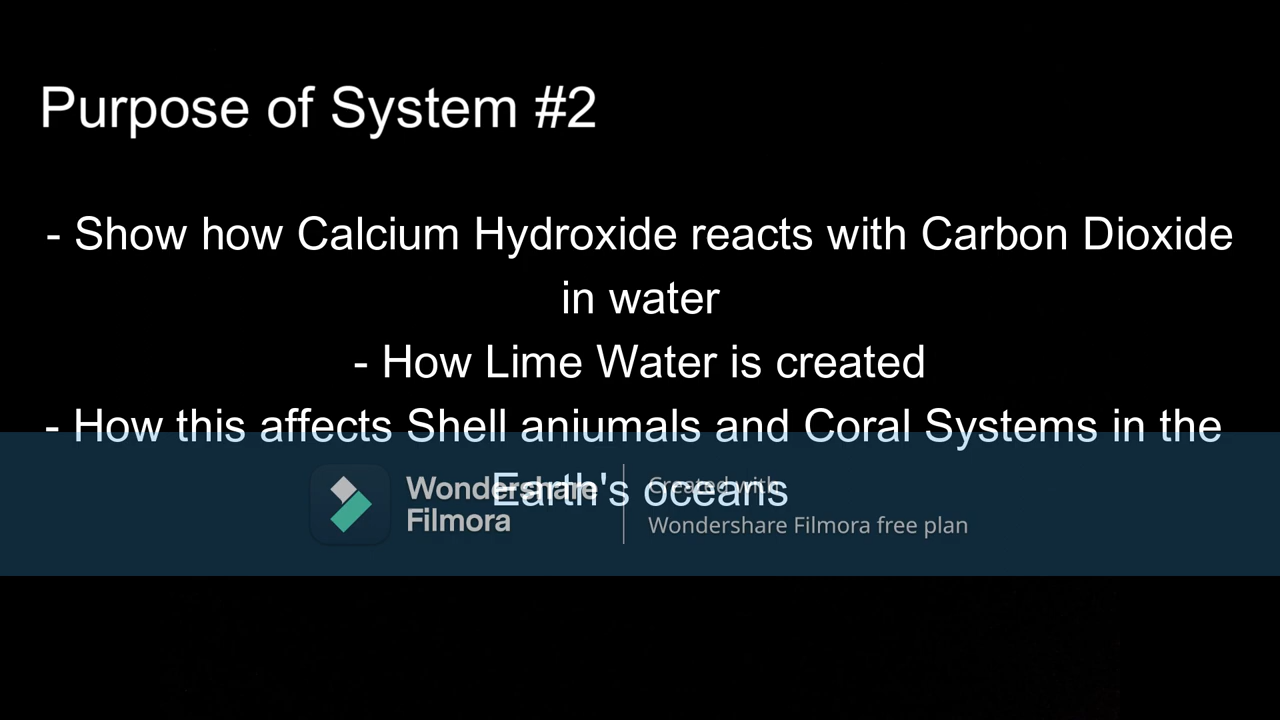 Purpose of System #2
- Show how Calcium Hydroxide reacts with Carbon Dioxide
in water
- How Lime Water is created
- How this affects Shell aniumals and Coral Systems in the
Earth's oceans
Wondershare
Filmora
Created with
Wondershare Filmora free plan